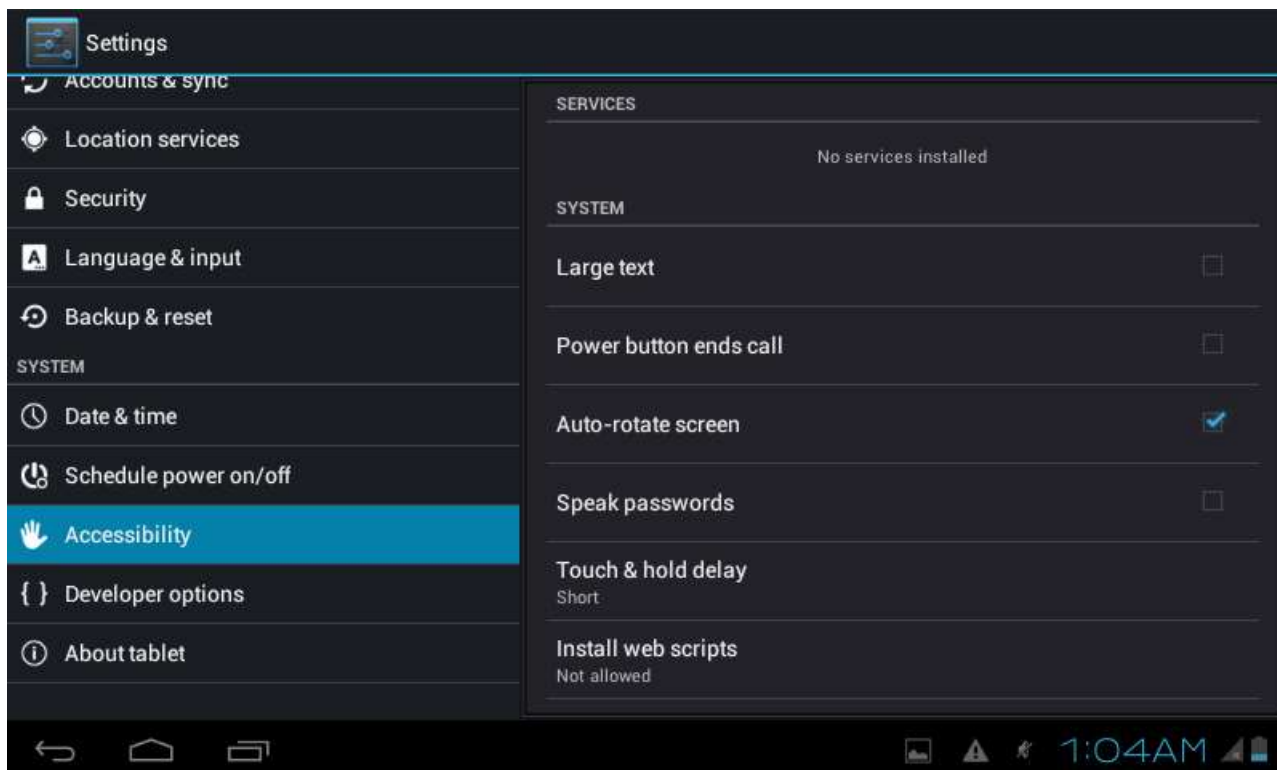 Settings
Accounts & sync
Location services
Security
Language & input
Backup & reset
SYSTEM
Date & time
Schedule power on/off
Accessibility
{ } Developer options
About tablet
SERVICES
No services installed
SYSTEM
Large text
Power button ends call
Auto-rotate screen
Speak passwords
Touch & hold delay
Short
Install web scripts
Not allowed
1:04AM